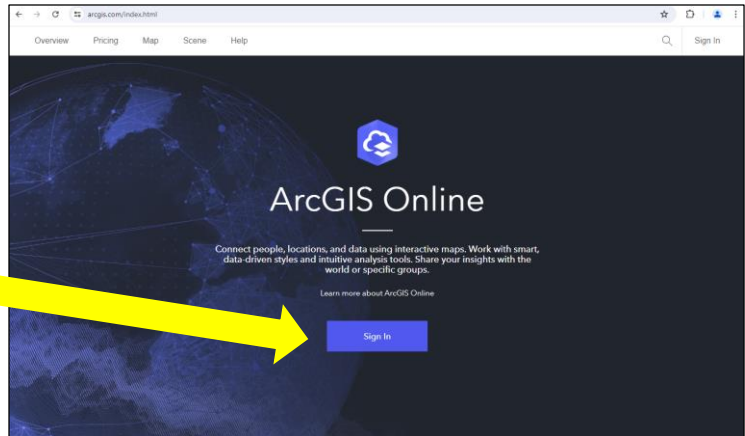 arcgis.com/index.html
Overview Pricing Map Scene Help Sign In
ArcGIS Online
Connect people, locations, and data using interactive maps. Work with smart,
data-driven styles and intuitive analysis tools. Share your insights with the
world or specific groups.
Learn more about ArcGIS Online
Sign In